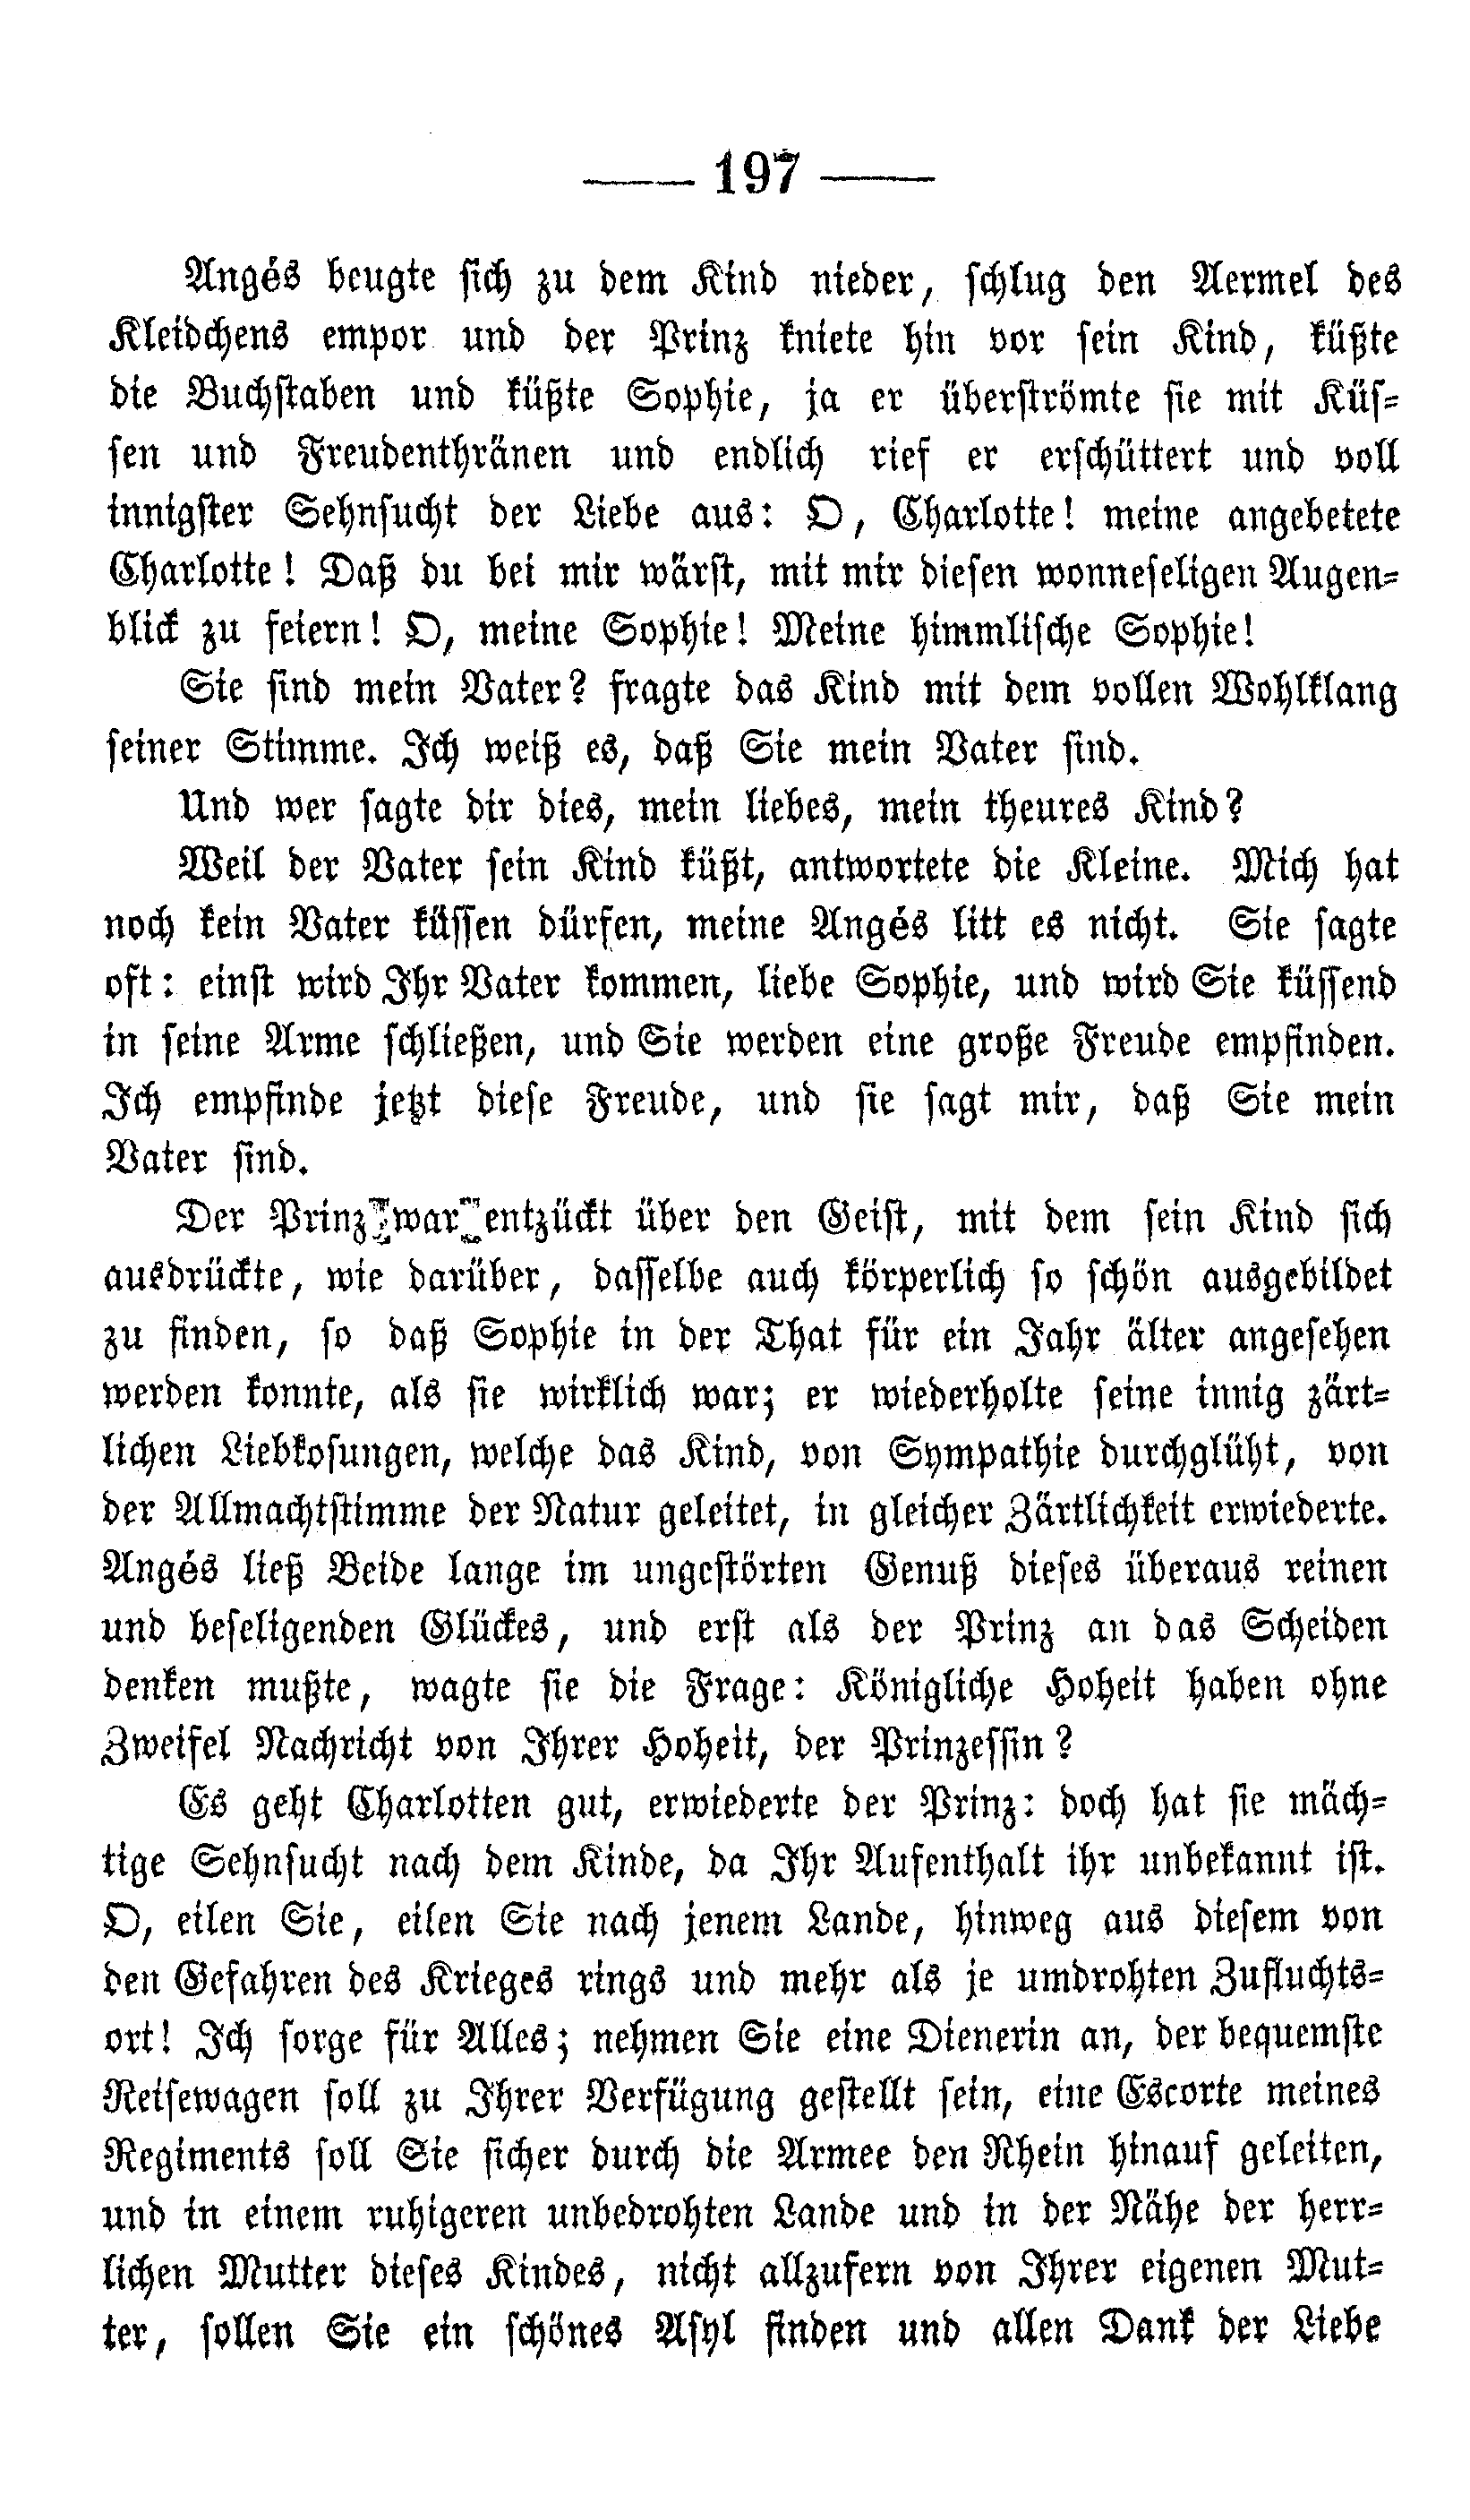 — 197 —
Angés beugte sich zu dem Kind nieder, schlug den Aermel des
Kleidchens empor und der Prinz kniete hin vor sein Kind, küßte
die Buchstaben und küßte Sophie, ja er überströmte sie mit Küs-
sen und Freudenthränen und endlich rief er erschüttert und voll
innigster Sehnsucht der Liebe aus: O, Charlotte! meine angebetete
Charlotte! Daß du bei mir wärst, mit mir diesen wonneseligen Augen-
blick zu feiern! O, meine Sophie! Meine himmlische Sophie!
Sie sind mein Vater? fragte das Kind mit dem vollen Wohlklang
seiner Stimme. Ich weiß es, daß Sie mein Vater sind.
Und wer sagte dir dies, mein liebes, mein theures Kind?
Weil der Vater sein Kind küßt, antwortete die Kleine. Mich hat
noch kein Vater küssen dürfen, meine Angés litt es nicht. Sie sagte
oft: einst wird Ihr Vater kommen, liebe Sophie, und wird Sie küssend
in seine Arme schließen, und Sie werden eine große Freude empfinden.
Ich empfinde jetzt diese Freude, und sie sagt mir, daß Sie mein
Vater sind.
Der Prinz war entzückt über den Geist, mit dem sein Kind sich
ausdrückte, wie darüber, dasselbe auch körperlich so schön ausgebildet
zu finden, so daß Sophie in der That für ein Jahr älter angesehen
werden konnte, als sie wirklich war; er wiederholte seine innig zärt-
lichen Liebkosungen, welche das Kind, von Sympathie durchglüht, von
der Allmachtstimme der Natur geleitet, in gleicher Zärtlichkeit erwiederte.
Angés ließ Beide lange im ungestörten Genuß dieses überaus reinen
und beseligenden Glückes, und erst als der Prinz an das Scheiden
denken mußte, wagte sie die Frage: Königliche Hoheit haben ohne
Zweifel Nachricht von Ihrer Hoheit, der Prinzessin?
Es geht Charlotten gut, erwiederte der Prinz: doch hat sie mäch-
tige Sehnsucht nach dem Kinde, da Ihr Aufenthalt ihr unbekannt ist.
O, eilen Sie, eilen Sie nach jenem Lande, hinweg aus diesem von
den Gefahren des Krieges rings und mehr als je umdrohten Zufluchts-
ort! Ich sorge für Alles; nehmen Sie eine Dienerin an, der bequemste
Reisewagen soll zu Ihrer Verfügung gestellt sein, eine Escorte meines
Regiments soll Sie sicher durch die Armee den Rhein hinauf geleiten,
und in einem ruhigeren unbedrohten Lande und in der Nähe der herr-
lichen Mutter dieses Kindes, nicht allzufern von Ihrer eigenen Mut-
ter, sollen Sie ein schönes Asyl finden und allen Dank der Liebe